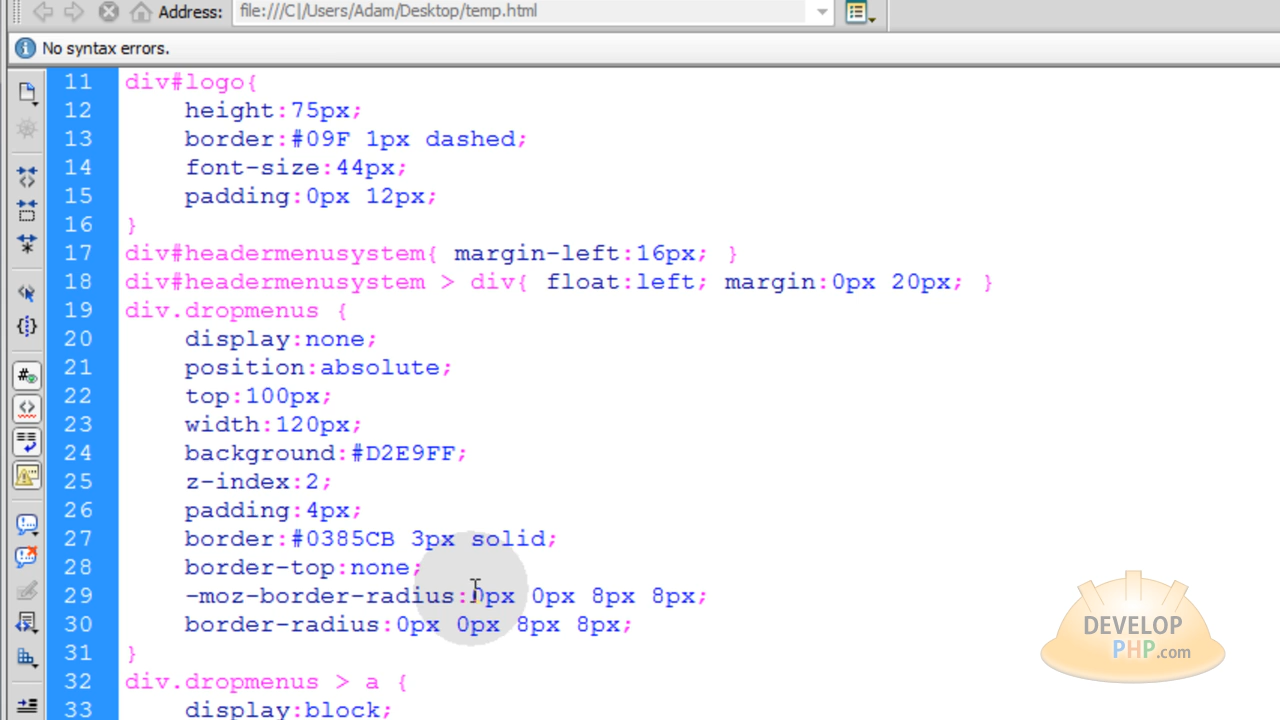 Address: file:///C|/Users/Adam/Desktop/temp.html
No syntax errors.
11 div#logo{
12 height:75px;
13 border:#09F 1px dashed;
14 font-size:44px;
15 padding:0px 12px;
16 }
17 div#headermenusystem{ margin-left:16px; }
18 div#headermenusystem > div{ float:left; margin:0px 20px; }
19 div.dropmenus {
20 display:none;
21 position:absolute;
22 top:100px;
23 width:120px;
24 background:#D2E9FF;
25 z-index:2;
26 padding:4px;
27 border:#0385CB 3px solid;
28 border-top:none;
29 -moz-border-radius:0px 0px 8px 8px;
30 border-radius:0px 0px 8px 8px;
31 }
32 div.dropmenus > a {
33 display:block;
DEVELOP
PHP.com